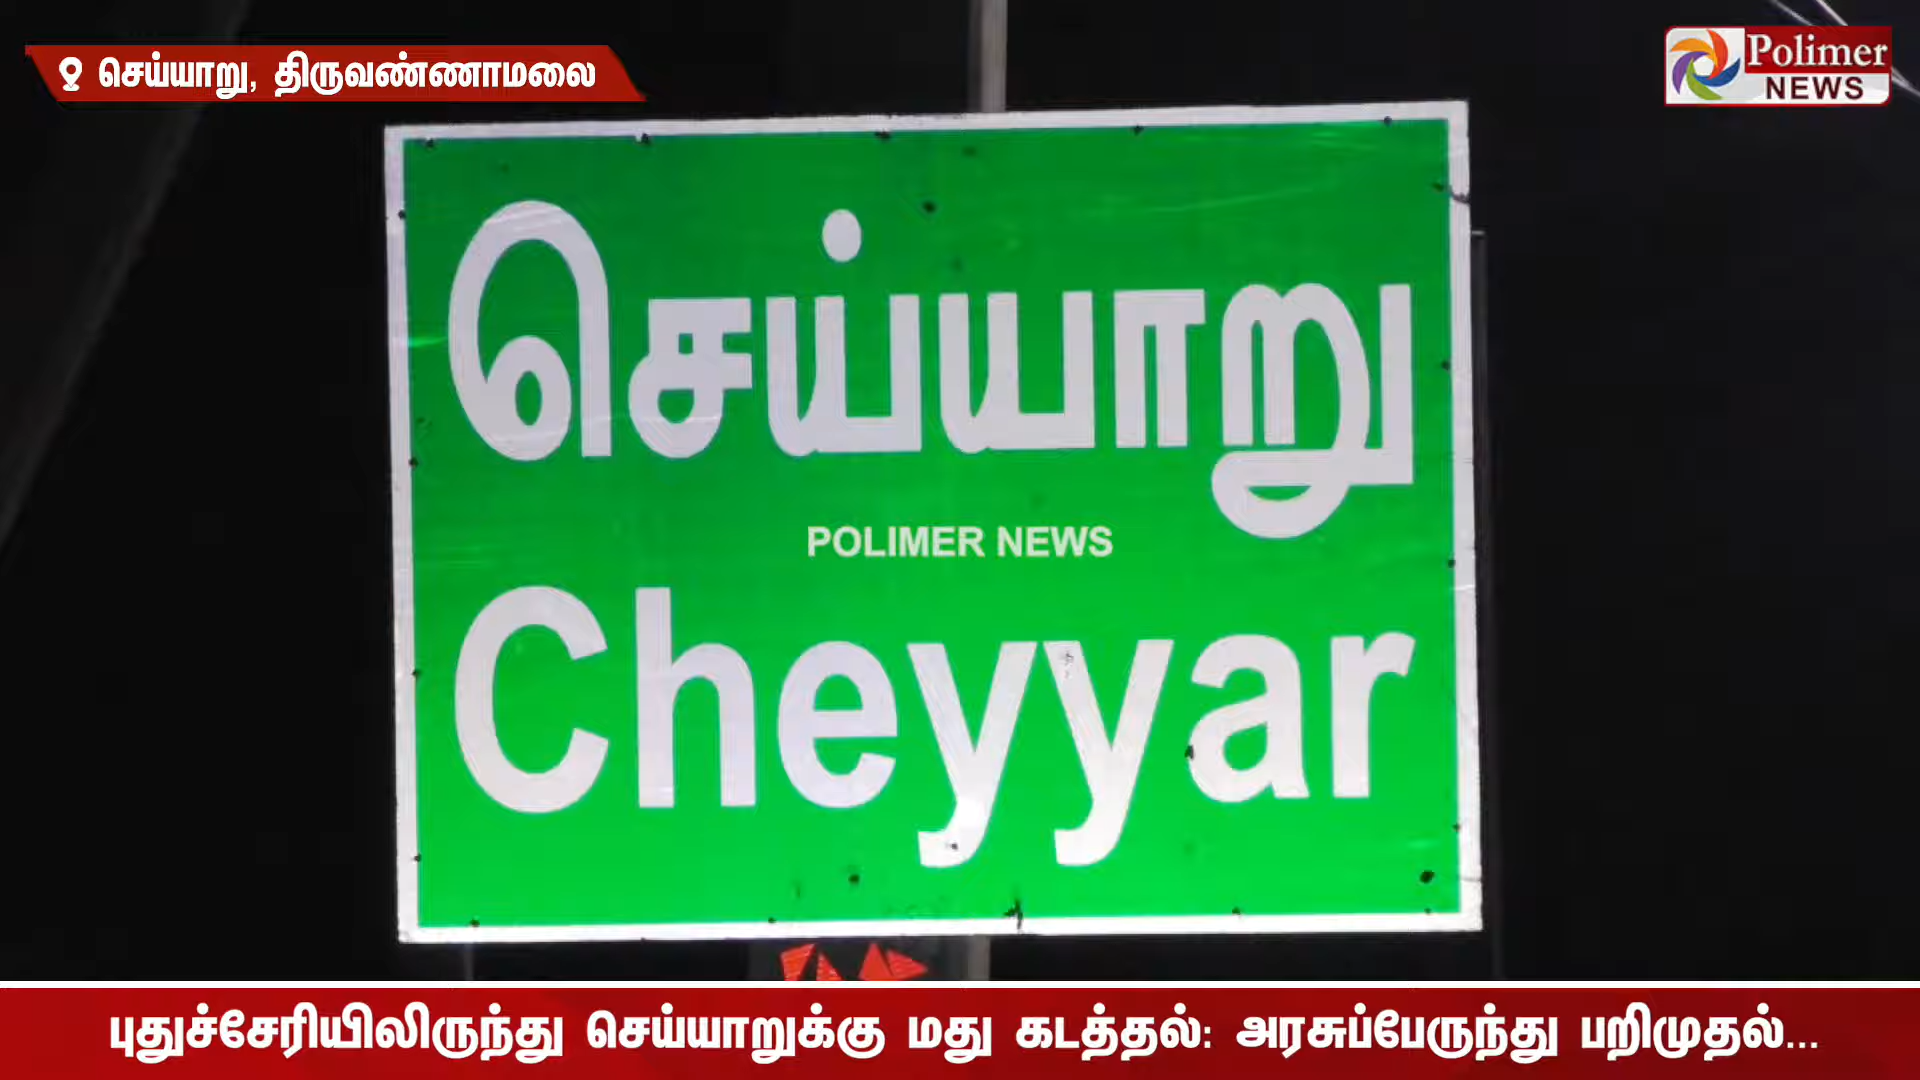 செய்யாறு, திருவண்ணாமலை
Polimer
NEWS
செய்யாறு
POLIMER NEWS
Cheyyar
புதுச்சேரியிலிருந்து செய்யாறுக்கு மது கடத்தல்: அரசுப்பேருந்து பறிமுதல்...